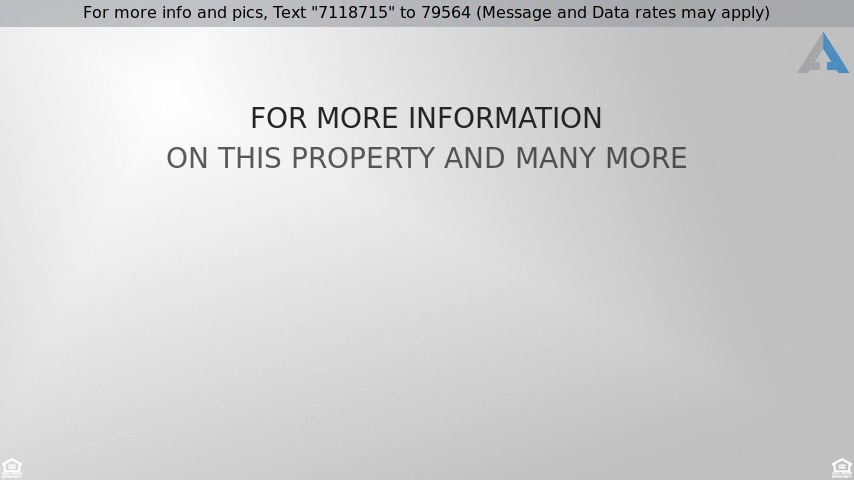 For more info and pics, Text "7118715" to 79564 (Message and Data rates may apply)
FOR MORE INFORMATION
ON THIS PROPERTY AND MANY MORE